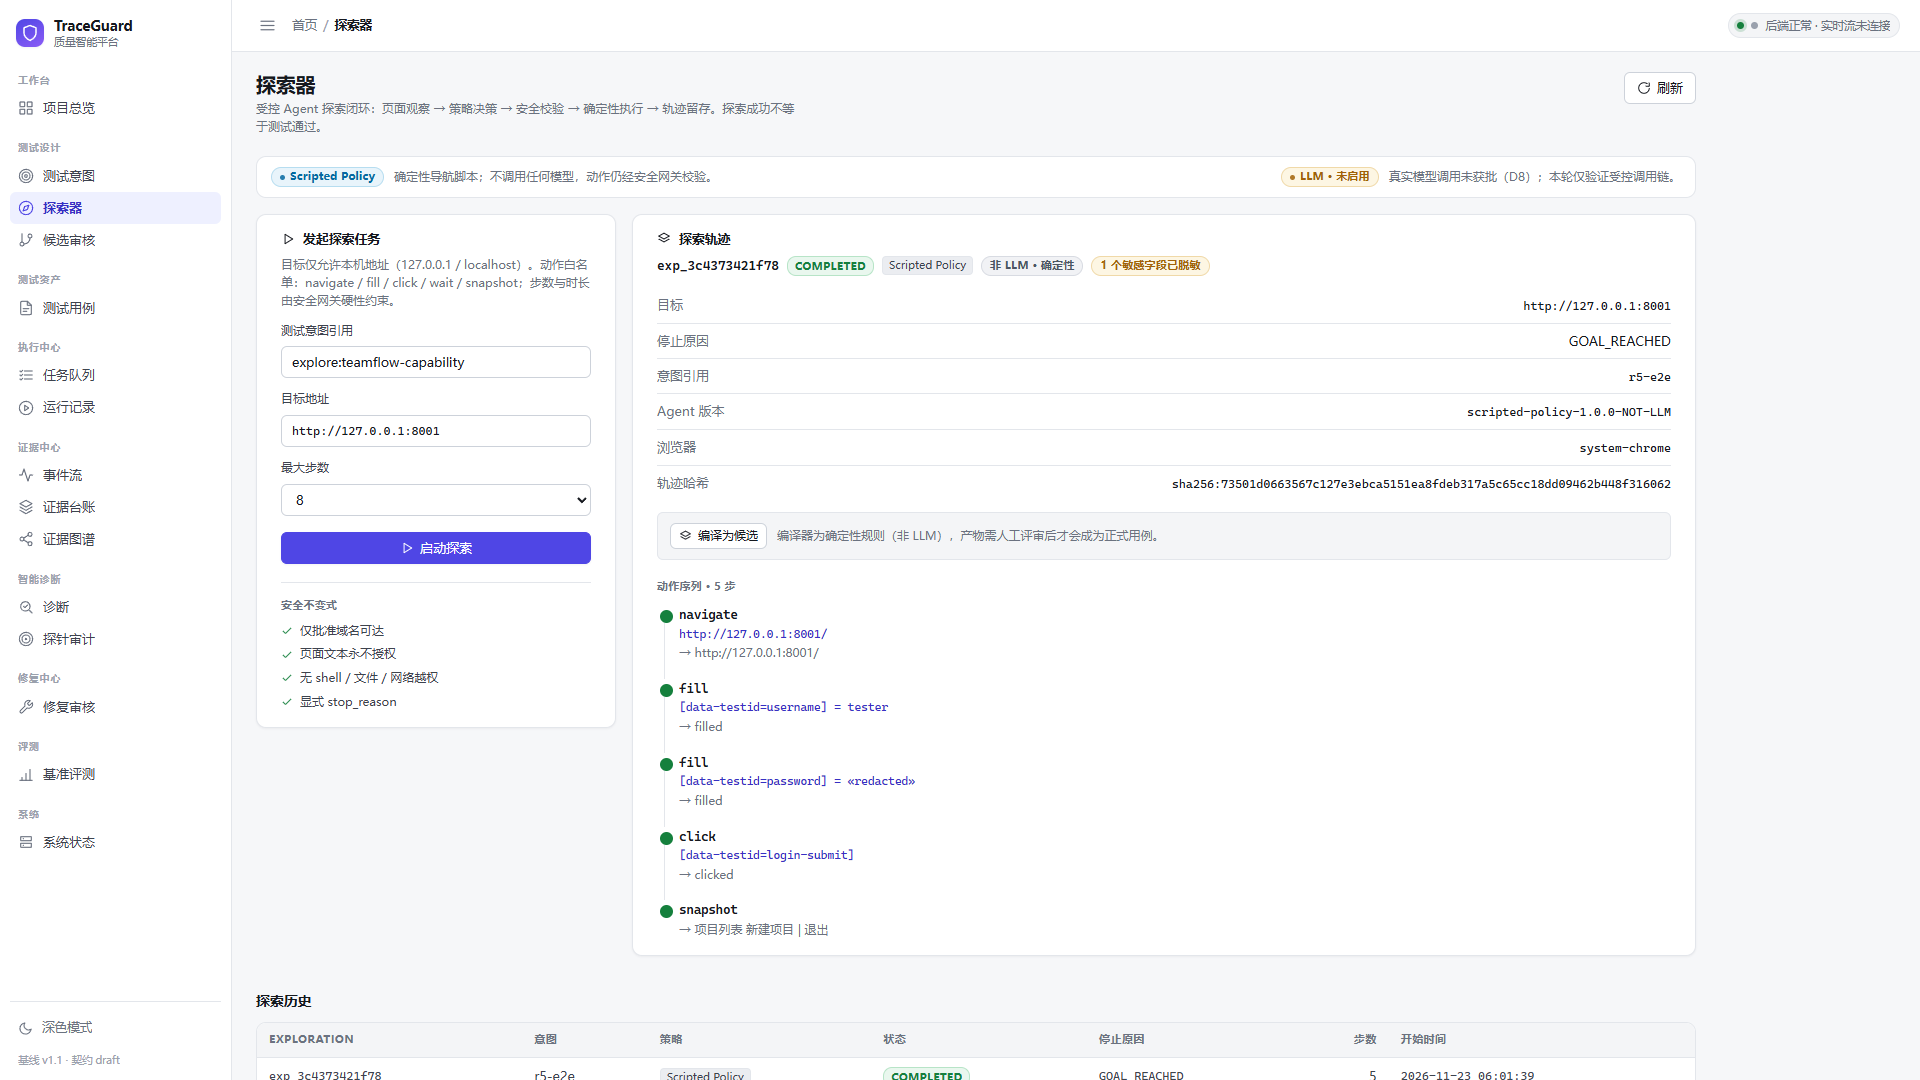 TraceGuard
质量智能平台
工作台
项目总览
测试设计
测试意图
探索器
候选审核
测试资产
测试用例
执行中心
任务队列
运行记录
证据中心
事件流
证据台账
证据图谱
智能诊断
诊断
探针审计
修复中心
修复审核
评测
基准评测
系统
系统状态
深色模式
基线 v1.1 · 契约 draft
首页 / 探索器
后端正常 · 实时流未连接
探索器
受控 Agent 探索闭环：页面观察 → 策略决策 → 安全校验 → 确定性执行 → 轨迹留存。探索成功不等
于测试通过。
刷新
Scripted Policy 确定性导航脚本；不调用任何模型，动作仍经安全网关校验。
LLM · 未启用 真实模型调用未获批（D8）；本轮仅验证受控调用链。
发起探索任务
目标仅允许本机地址（127.0.0.1 / localhost）。动作白名
单：navigate / fill / click / wait / snapshot；步数与时长
由安全网关硬性约束。
测试意图引用
explore:teamflow-capability
目标地址
http://127.0.0.1:8001
最大步数
8
启动探索
安全不变式
仅批准域名可达
页面文本永不授权
无 shell / 文件 / 网络越权
显式 stop_reason
探索轨迹
exp_3c4373421f78 COMPLETED Scripted Policy 非 LLM · 确定性 1 个敏感字段已脱敏
目标 http://127.0.0.1:8001
停止原因 GOAL_REACHED
意图引用 r5-e2e
Agent 版本 scripted-policy-1.0.0-NOT-LLM
浏览器 system-chrome
轨迹哈希 sha256:73501d0663567c127e3ebca5151ea8fdeb317a5c65cc18dd09462b448f316062
编译为候选 编译器为确定性规则（非 LLM），产物需人工评审后才会成为正式用例。
动作序列 · 5 步
navigate
http://127.0.0.1:8001/
→ http://127.0.0.1:8001/
fill
[data-testid=username] = tester
→ filled
fill
[data-testid=password] = «redacted»
→ filled
click
[data-testid=login-submit]
→ clicked
snapshot
→ 项目列表 新建项目 | 退出
探索历史
EXPLORATION 意图 策略 状态 停止原因 步数 开始时间
exp_3c4373421f78 r5-e2e Scripted Policy COMPLETED GOAL_REACHED 5 2026-11-23 06:01:39